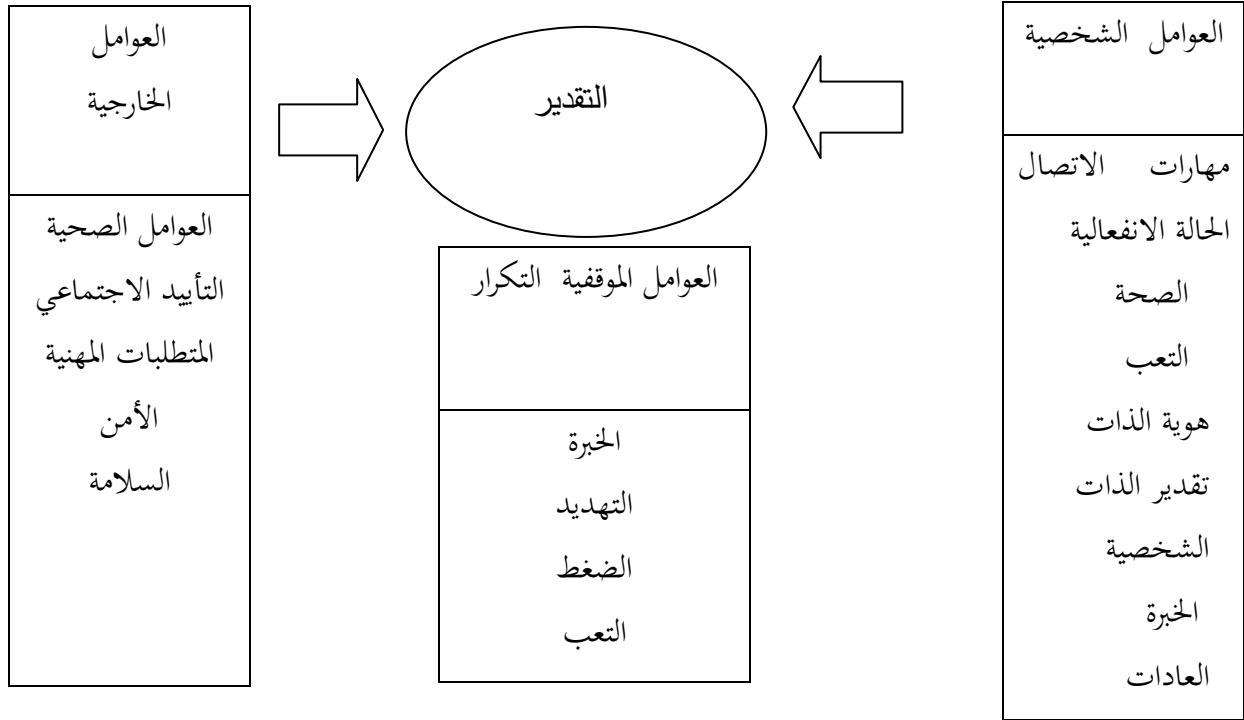 العوامل الشخصية
مهارات الاتصال
الحالة الانفعالية
الصحة
التعب
هوية الذات
تقدير الذات
الشخصية
الخبرة
العادات
التقدير
العوامل الموقفية التكرار
الخبرة
التهديد
الضغط
التعب
العوامل
الخارجية
العوامل الصحية
التأييد الاجتماعي
المتطلبات المهنية
الأمن
السلامة